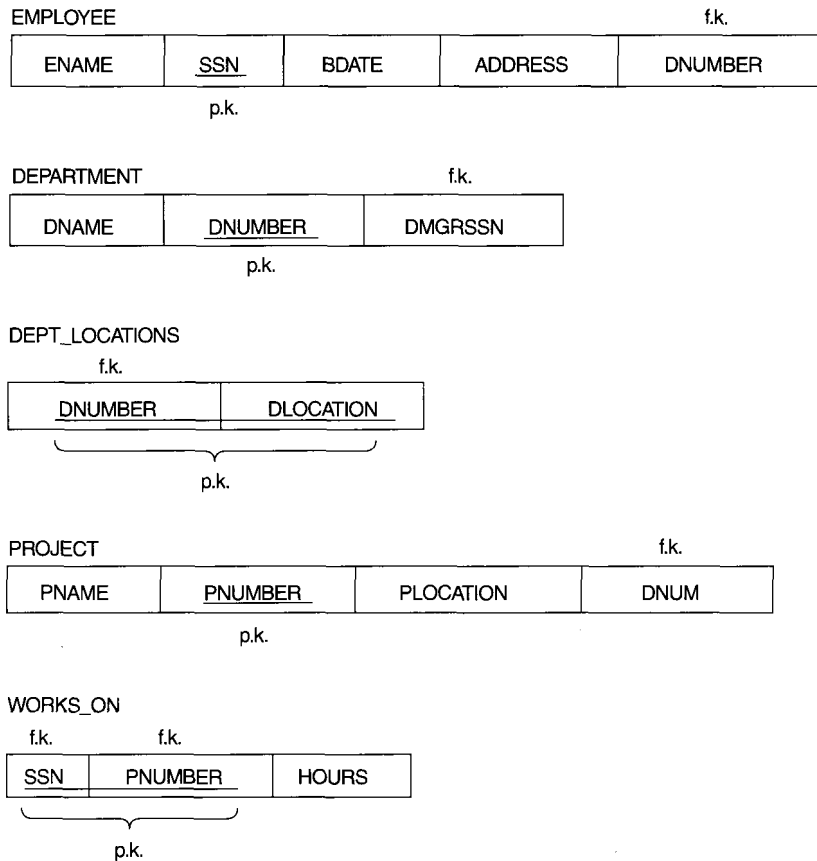 EMPLOYEE f.k.
ENAME SSN BDATE ADDRESS DNUMBER
p.k.
DEPARTMENT f.k.
DNAME DNUMBER DMGRSSN
p.k.
DEPT_LOCATIONS
f.k.
DNUMBER DLOCATION
p.k.
PROJECT f.k.
PNAME PNUMBER PLOCATION DNUM
p.k.
WORKS_ON
f.k. f.k.
SSN PNUMBER HOURS
p.k.